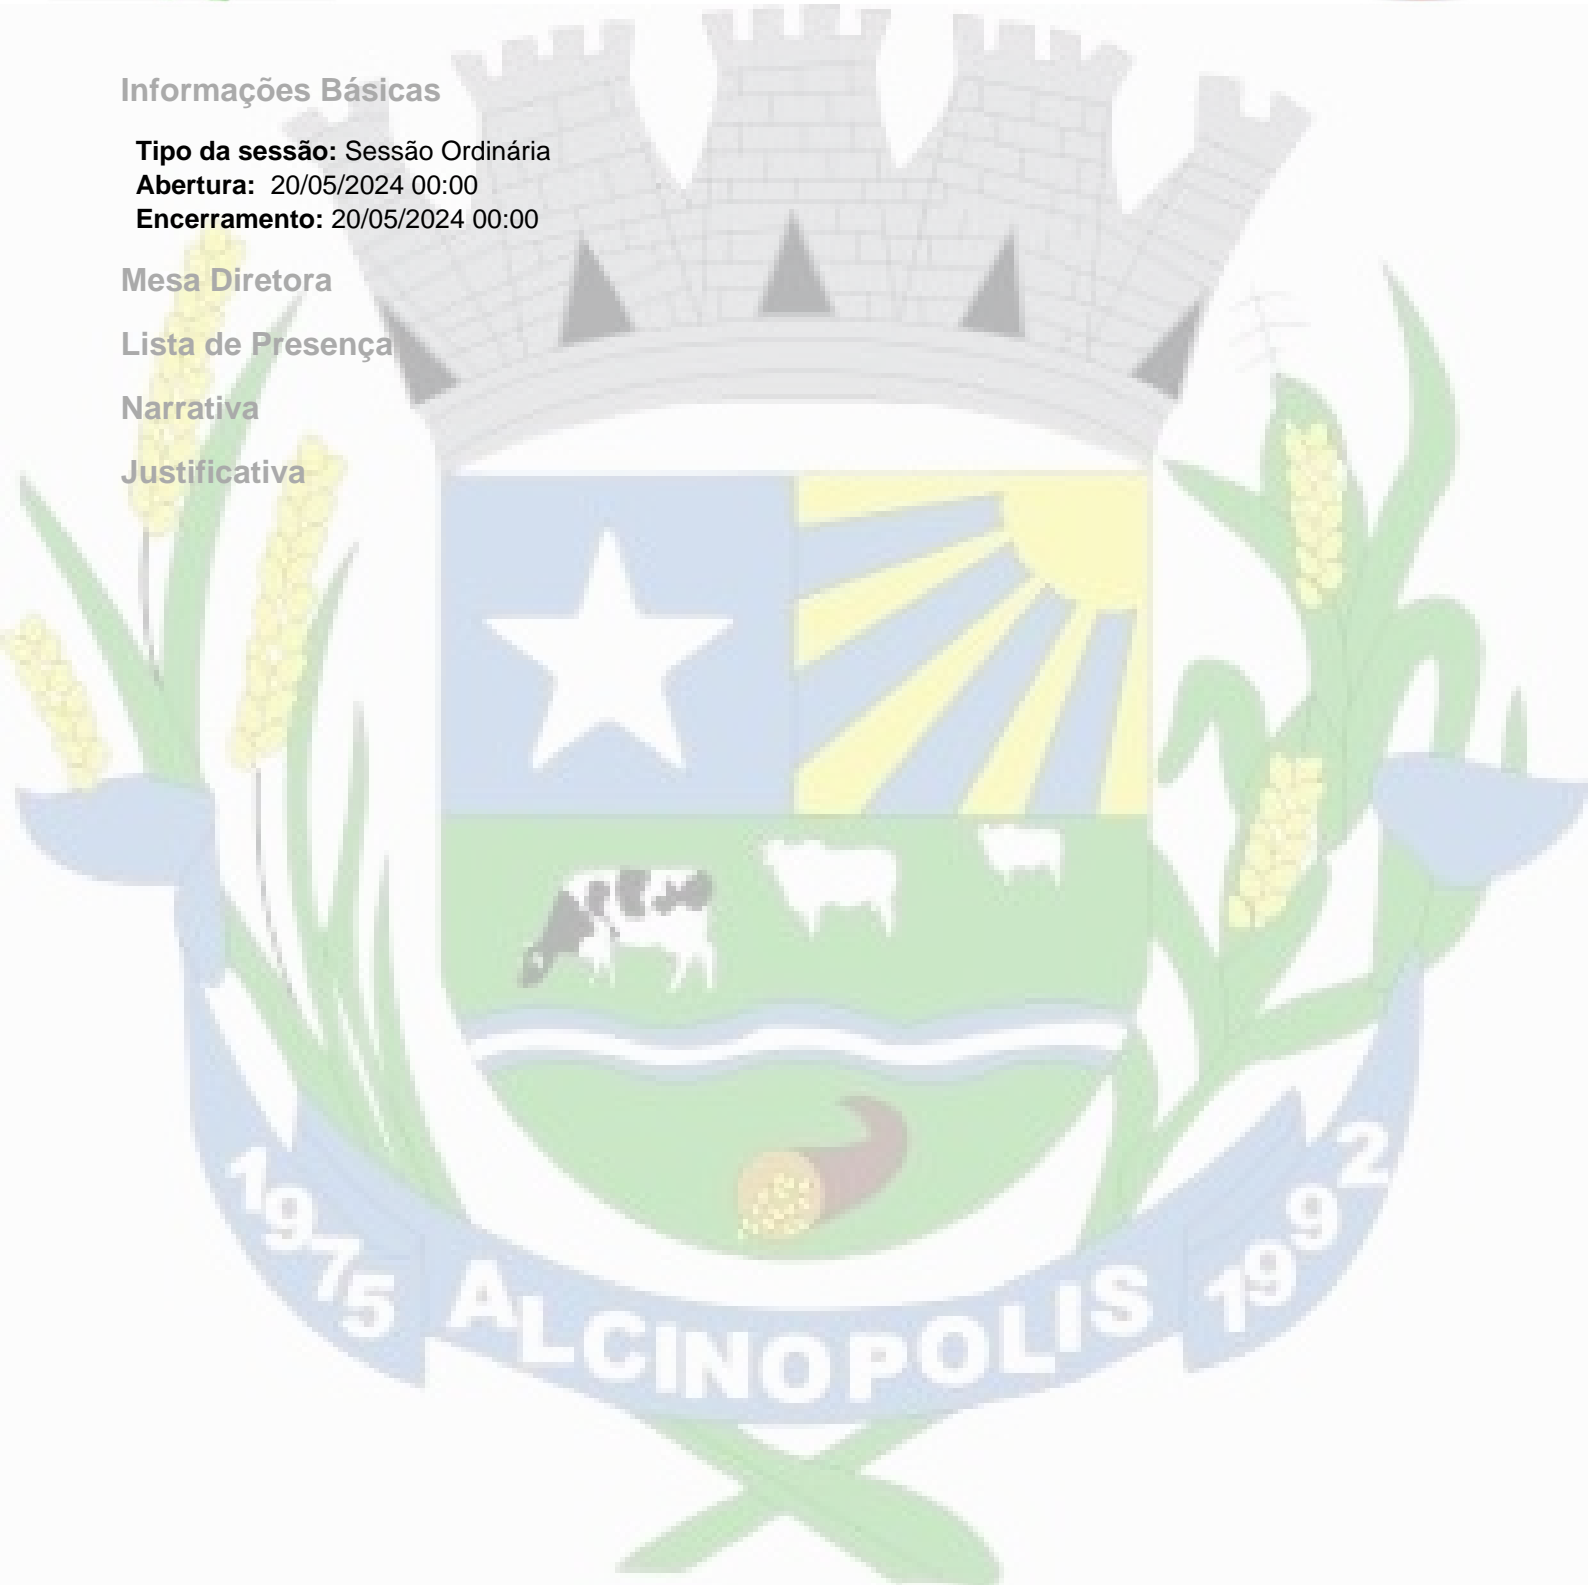 Informações Básicas
Tipo da sessão: Sessão Ordinária
Abertura: 20/05/2024 00:00
Encerramento: 20/05/2024 00:00
Mesa Diretora
Lista de Presença
Narrativa
Justificativa
1975 ALCINOPOLIS 1992